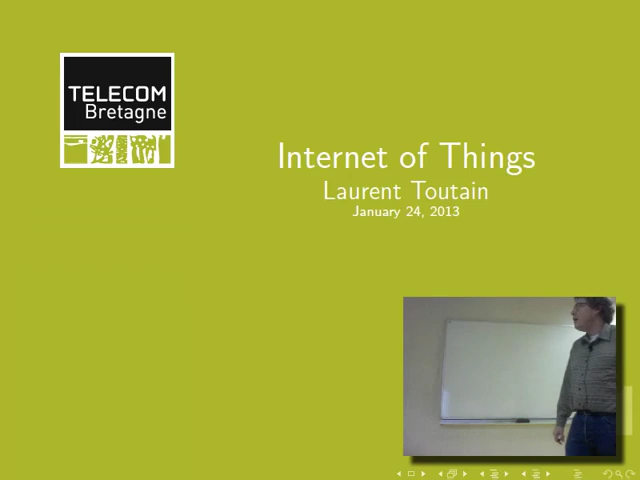 TELECOM
Bretagne
Internet of Things
Laurent Toutain
January 24, 2013